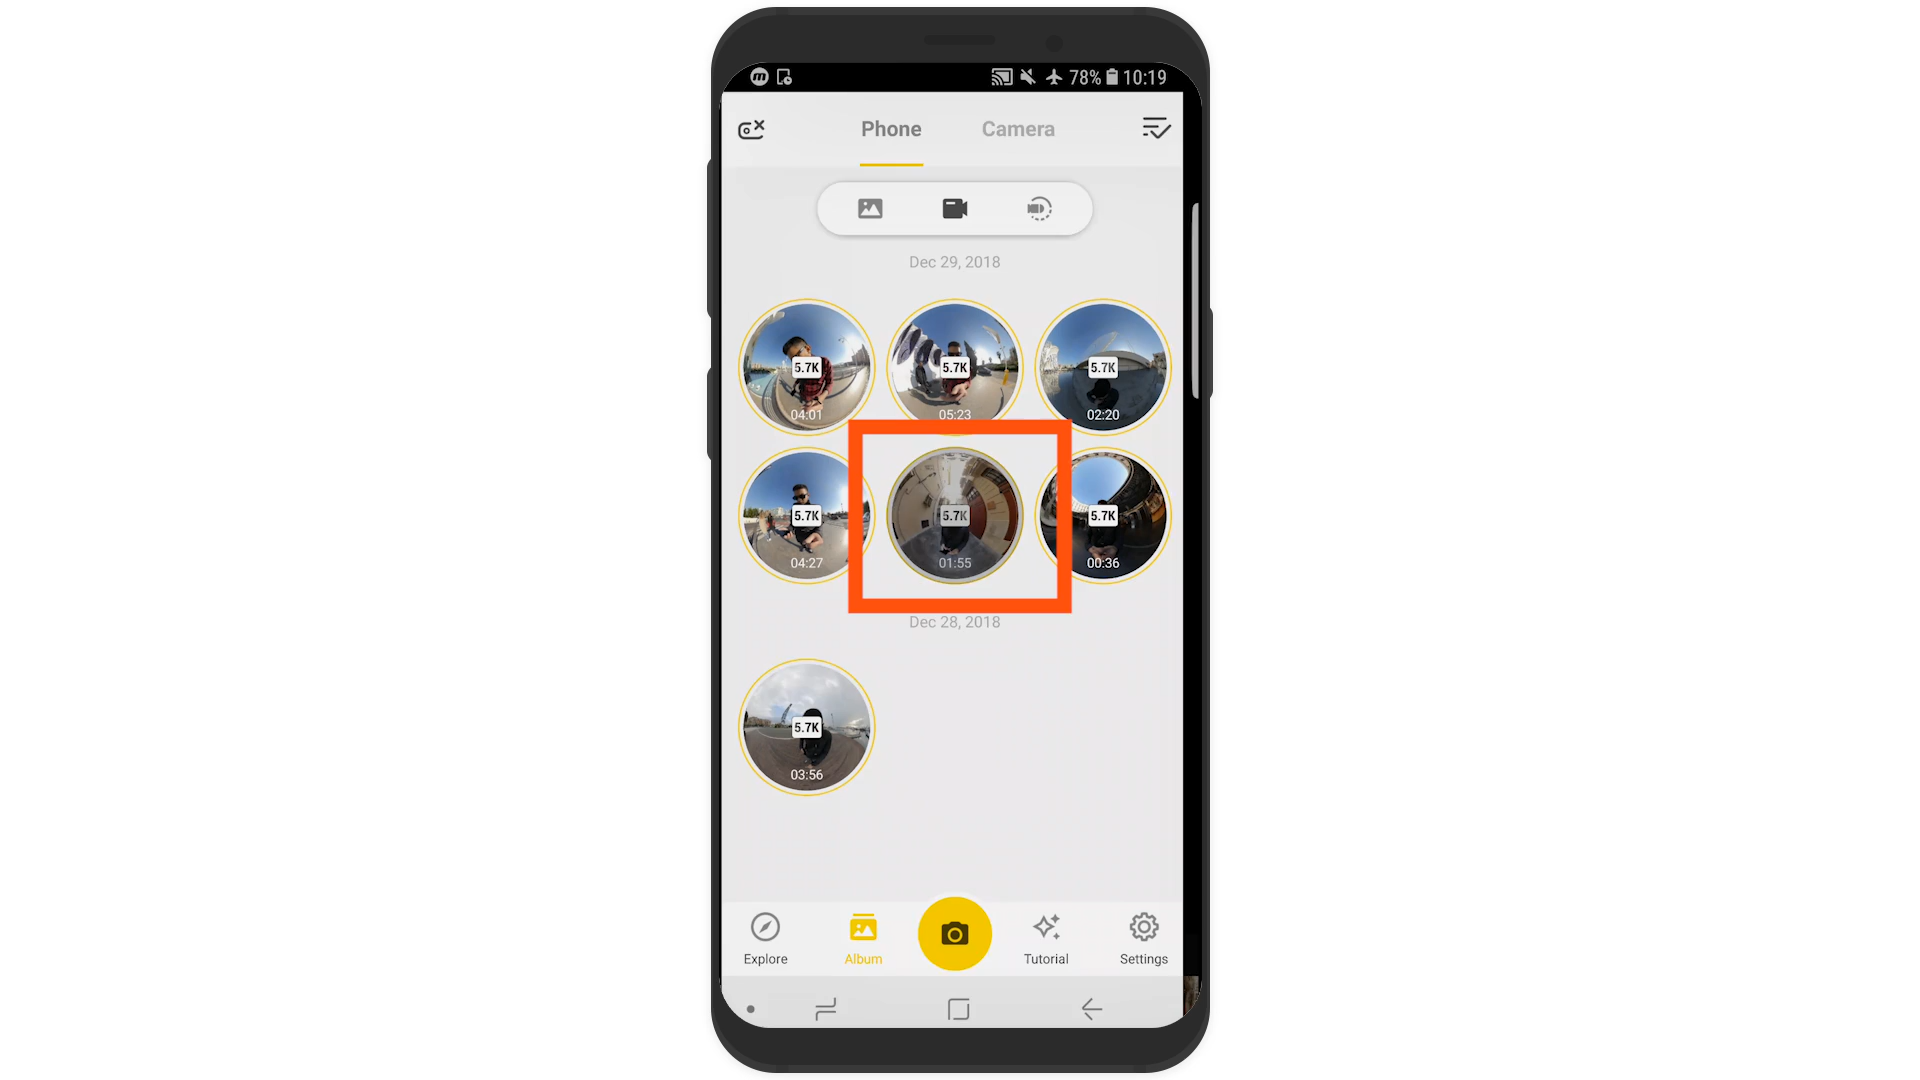 78% 10:19
Phone Camera
Dec 29, 2018
5.7K 5.7K 5.7K
04:01 05:23 02:20
5.7K 5.7K 5.7K
04:27 01:55 00:36
Dec 28, 2018
5.7K
03:56
Explore Album Tutorial Settings